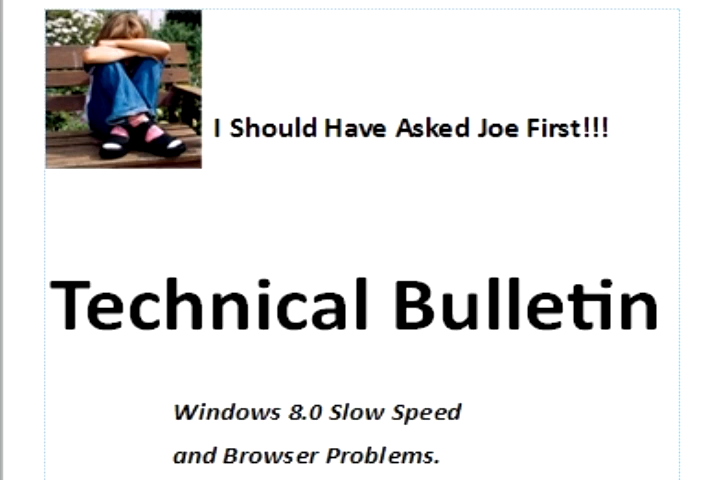 I Should Have Asked Joe First!!!
Technical Bulletin
Windows 8.0 Slow Speed
and Browser Problems.